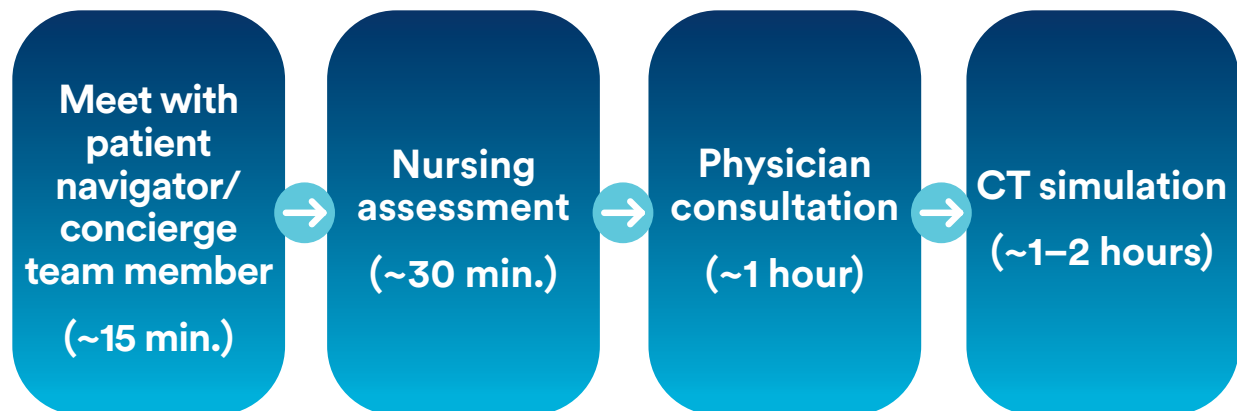 Meet with
patient
navigator/
concierge
team member
(~15 min.)
Nursing
assessment
(~30 min.)
Physician
consultation
(~1 hour)
CT simulation
(~1–2 hours)